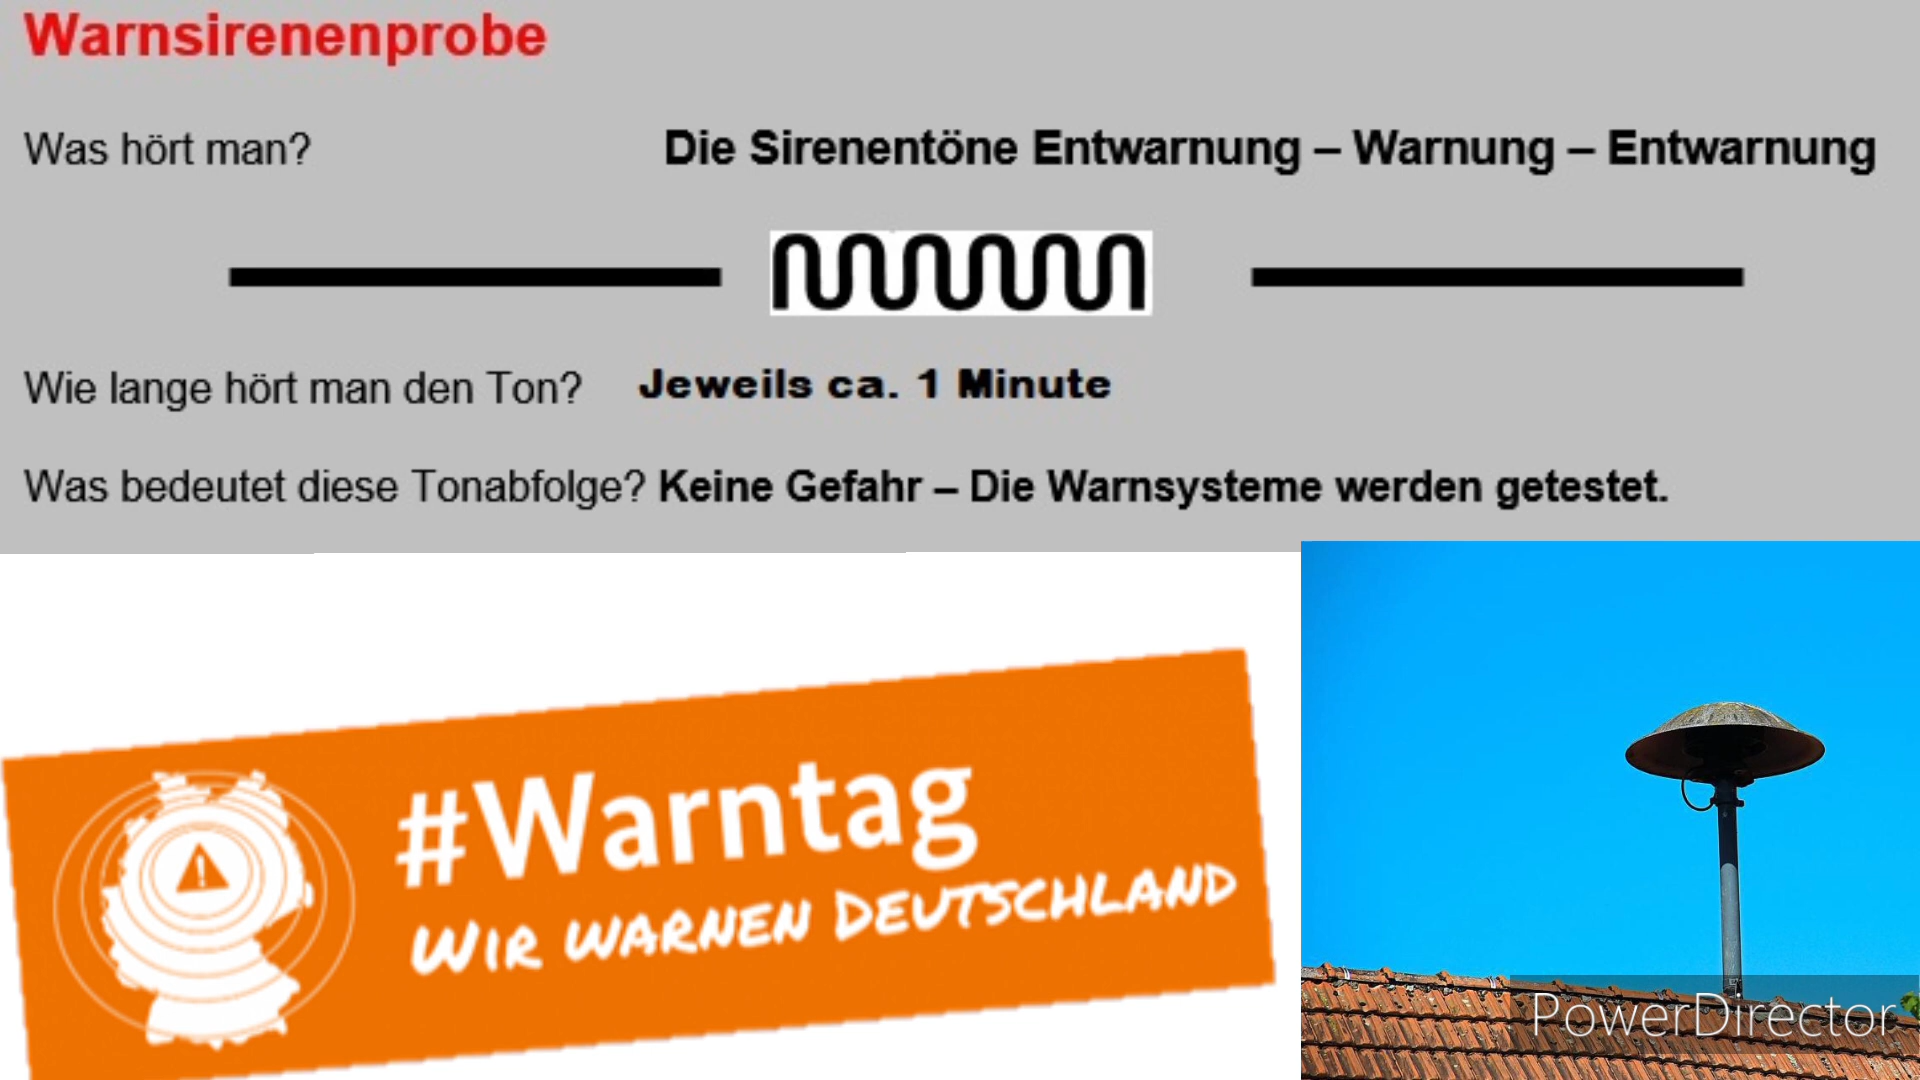 Warnsirenenprobe
Was hört man? Die Sirenentöne Entwarnung – Warnung – Entwarnung
Wie lange hört man den Ton? Jeweils ca. 1 Minute
Was bedeutet diese Tonabfolge? Keine Gefahr – Die Warnsysteme werden getestet.
#Warntag
WIR WARNEN DEUTSCHLAND
PowerDirector